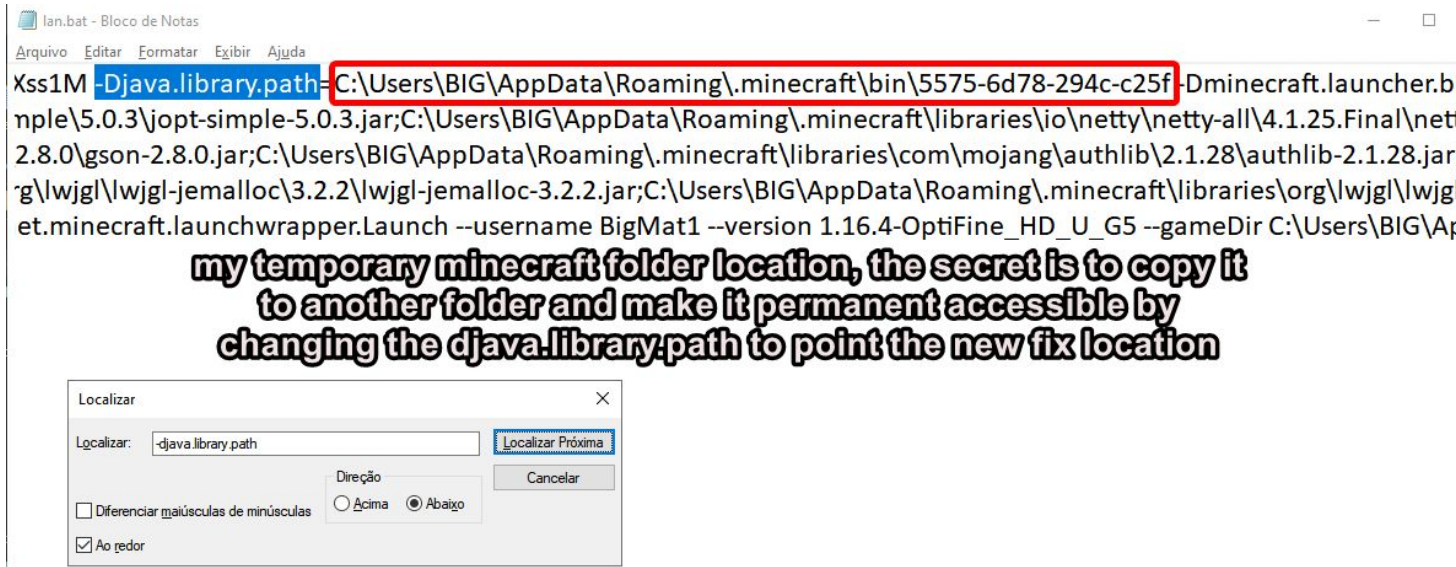 lan.bat - Bloco de Notas
Arquivo Editar Formatar Exibir Ajuda
Xss1M -Djava.library.path=C:\Users\BIG\AppData\Roaming\.minecraft\bin\5575-6d78-294c-c25f -Dminecraft.launcher.b
mple\5.0.3\jopt-simple-5.0.3.jar;C:\Users\BIG\AppData\Roaming\.minecraft\libraries\io\netty\netty-all\4.1.25.Final\nett
2.8.0\gson-2.8.0.jar;C:\Users\BIG\AppData\Roaming\.minecraft\libraries\com\mojang\authlib\2.1.28\authlib-2.1.28.jar
rg\lwjgl\lwjgl-jemalloc\3.2.2\lwjgl-jemalloc-3.2.2.jar;C:\Users\BIG\AppData\Roaming\.minecraft\libraries\org\lwjgl\lwjg
et.minecraft.launchwrapper.Launch --username BigMat1 --version 1.16.4-OptiFine_HD_U_G5 --gameDir C:\Users\BIG\Ap
my temporary minecraft folder location, the secret is to copy it
to another folder and make it permanent accessible by
changing the djava.library.path to point the new fix location
Localizar
Localizar: -djava.library.path Localizar Próxima
Direção Cancelar
Diferenciar maiúsculas de minúsculas Acima Abaixo
Ao redor